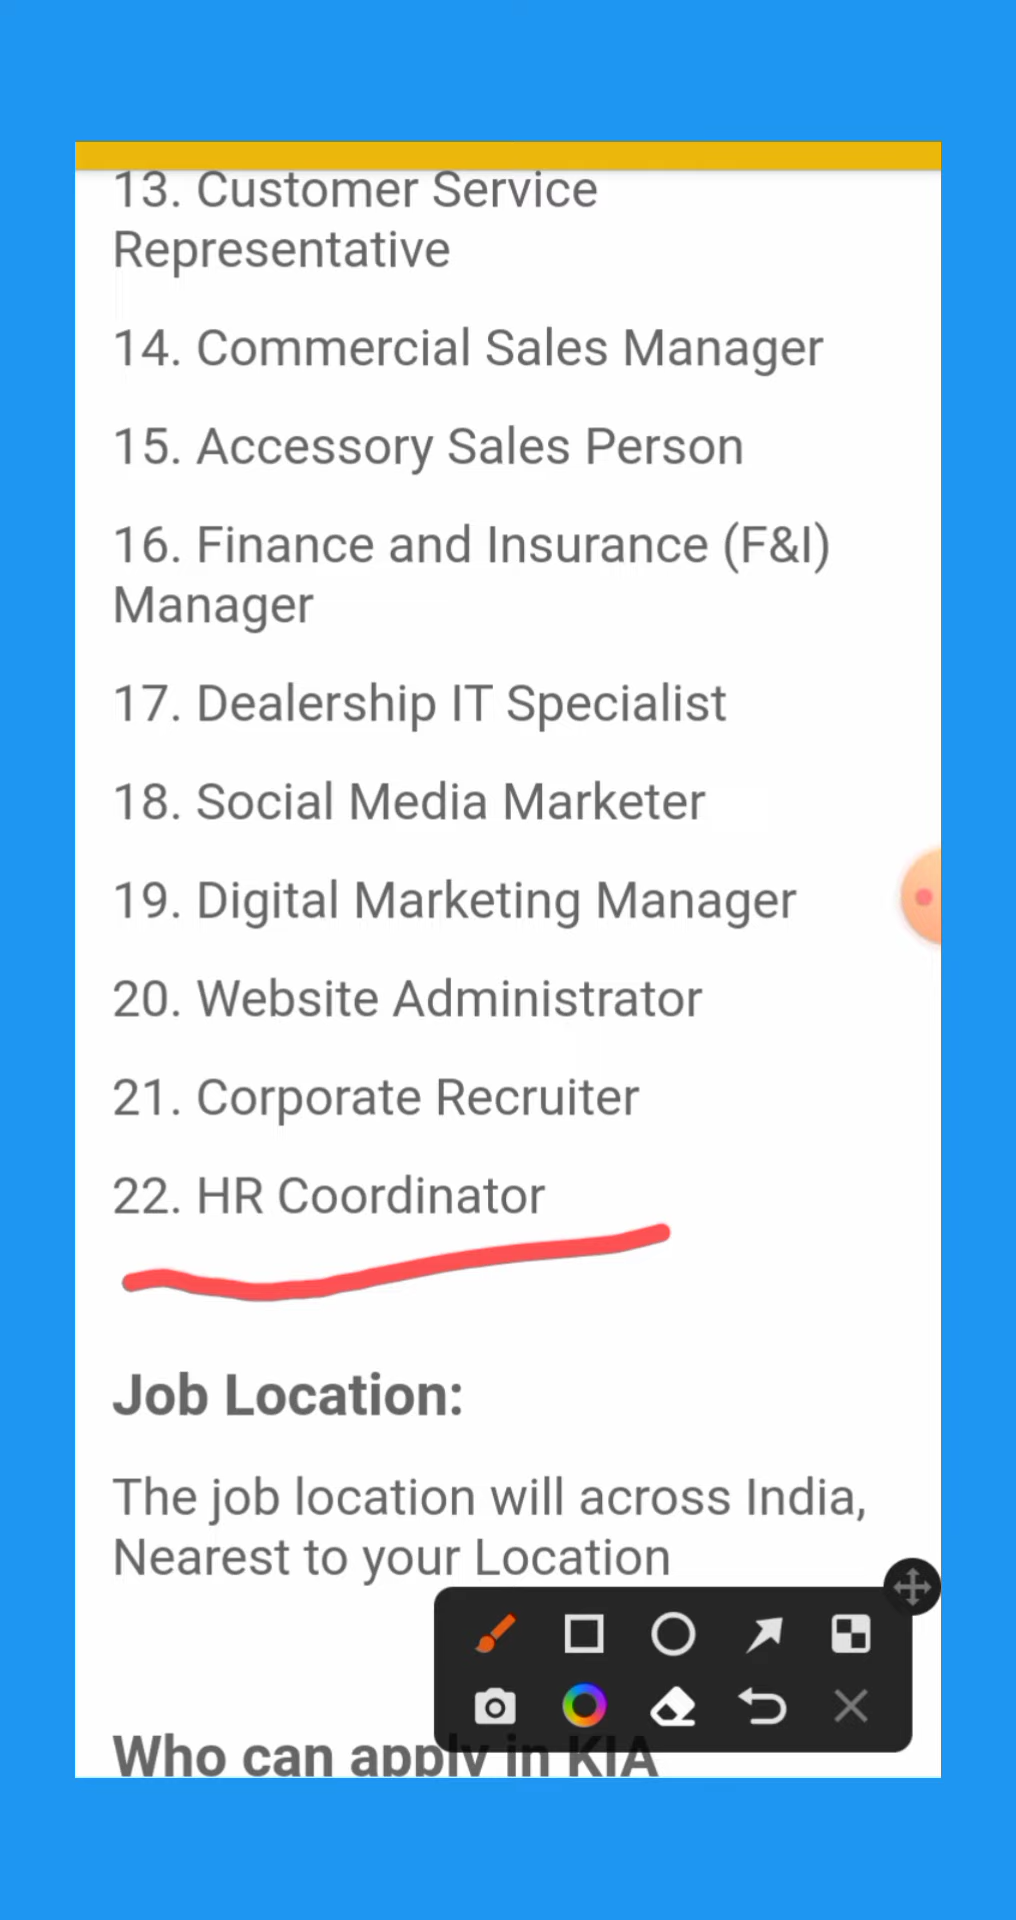 13. Customer Service
Representative
14. Commercial Sales Manager
15. Accessory Sales Person
16. Finance and Insurance (F&I)
Manager
17. Dealership IT Specialist
18. Social Media Marketer
19. Digital Marketing Manager
20. Website Administrator
21. Corporate Recruiter
22. HR Coordinator
Job Location:
The job location will across India,
Nearest to your Location
Who can apply in KIA